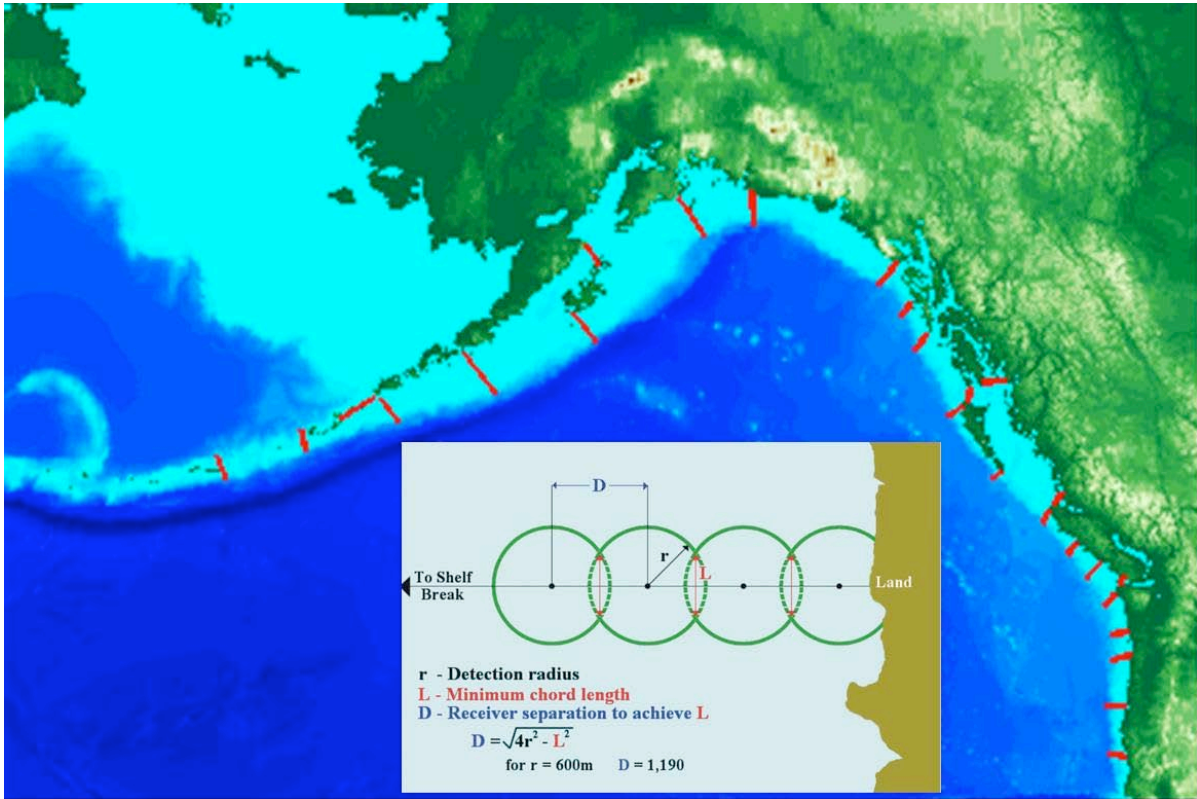 D
r
L
To Shelf
Break
Land
r - Detection radius
L - Minimum chord length
D - Receiver separation to achieve L
D = √4r² - L²
for r = 600m D = 1,190